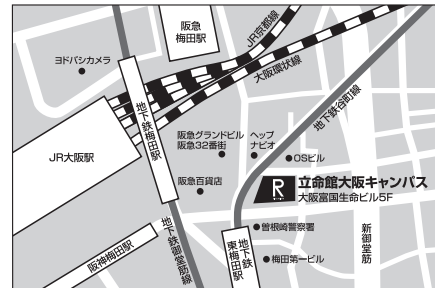 阪急
梅田駅
JR京都線
ヨドバシカメラ
大阪環状線
地下鉄梅田駅
地下鉄谷町線
阪急グランドビル
阪急32番街
ヘップ
ナビオ
OSビル
JR大阪駅
阪急百貨店
R
立命館大阪キャンパス
大阪富国生命ビル5F
地下鉄御堂筋線
曽根崎警察署
新御堂筋
阪神梅田駅
地下鉄
東梅田駅
梅田第一ビル